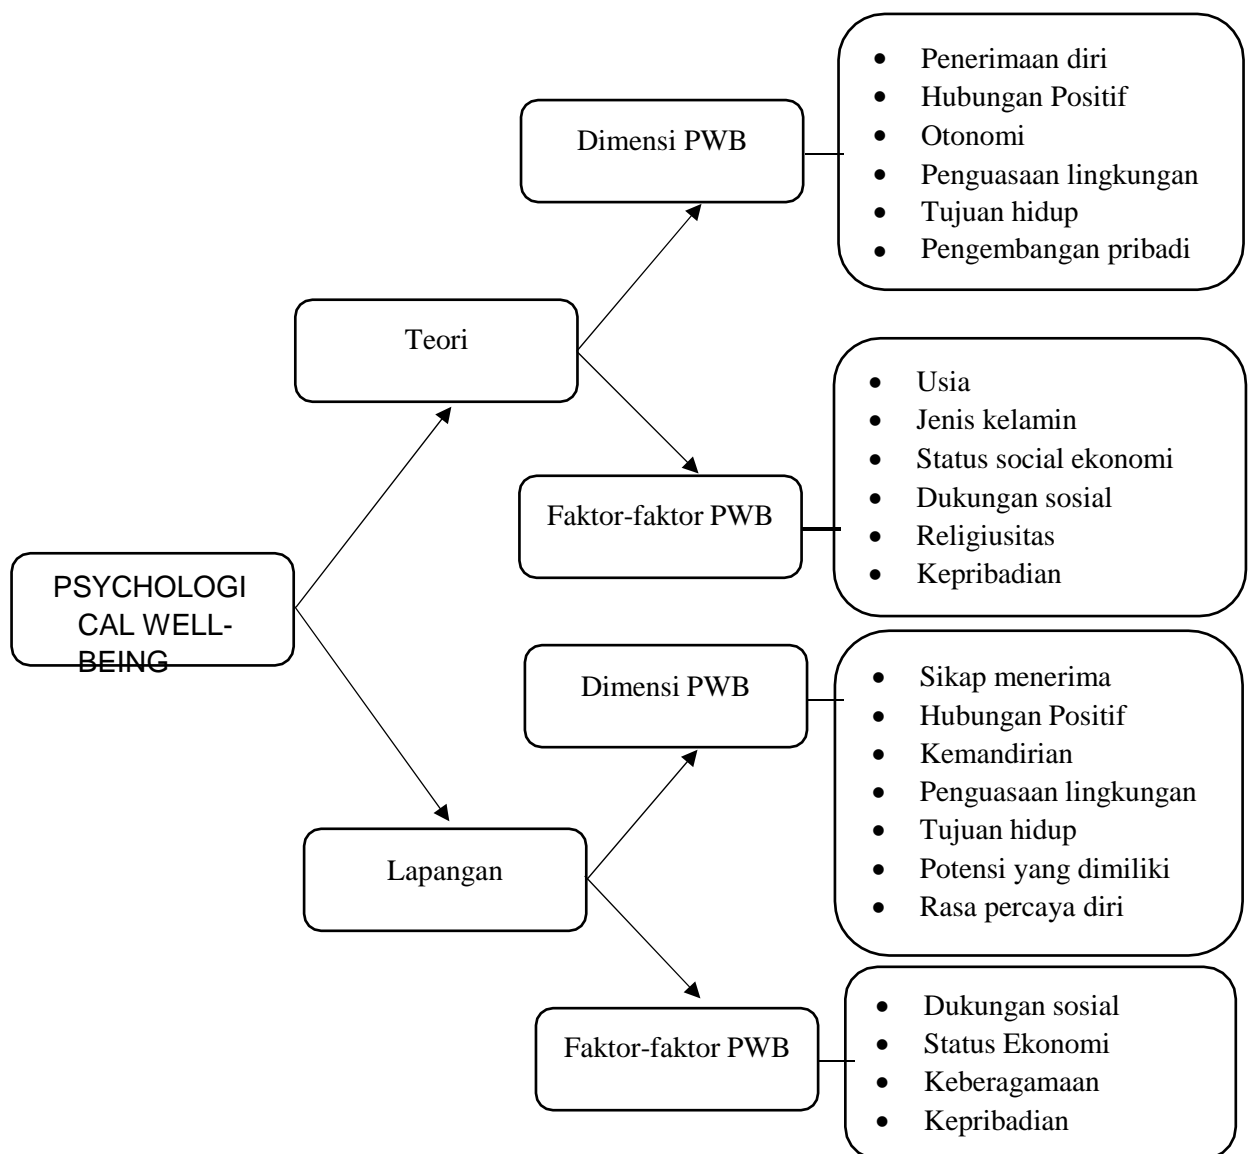 PSYCHOLOGI
CAL WELL-
BEING
Teori
Dimensi PWB
• Penerimaan diri
• Hubungan Positif
• Otonomi
• Penguasaan lingkungan
• Tujuan hidup
• Pengembangan pribadi
Faktor-faktor PWB
• Usia
• Jenis kelamin
• Status social ekonomi
• Dukungan sosial
• Religiusitas
• Kepribadian
Lapangan
Dimensi PWB
• Sikap menerima
• Hubungan Positif
• Kemandirian
• Penguasaan lingkungan
• Tujuan hidup
• Potensi yang dimiliki
• Rasa percaya diri
Faktor-faktor PWB
• Dukungan sosial
• Status Ekonomi
• Keberagamaan
• Kepribadian